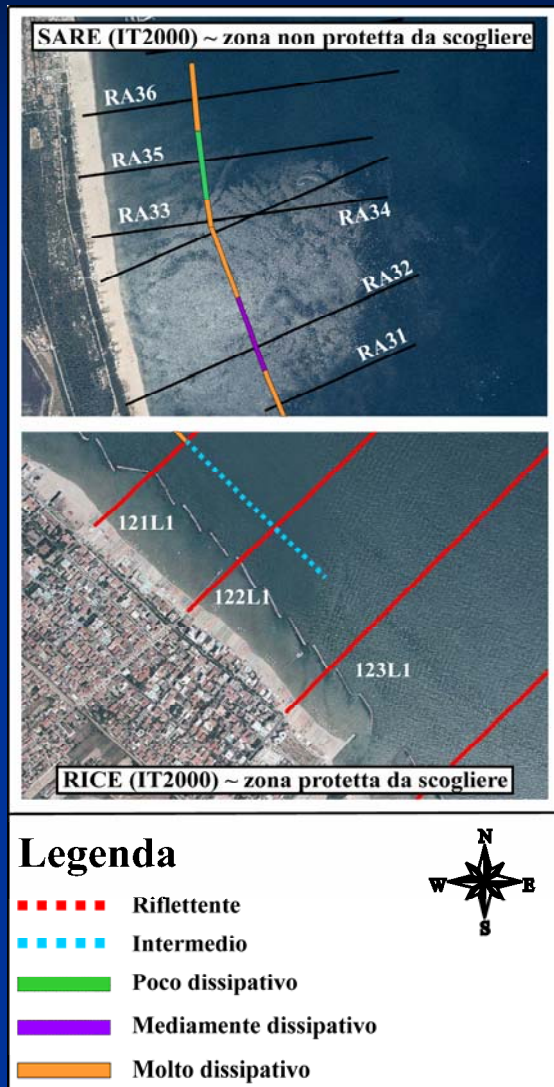 SARE (IT2000) ~ zona non protetta da scogliere
RA36
RA35
RA33
RA34
RA32
RA31
121L1
122L1
123L1
RICE (IT2000) ~ zona protetta da scogliere
Legenda
N
W E
S
Riflettente
Intermedio
Poco dissipativo
Mediamente dissipativo
Molto dissipativo